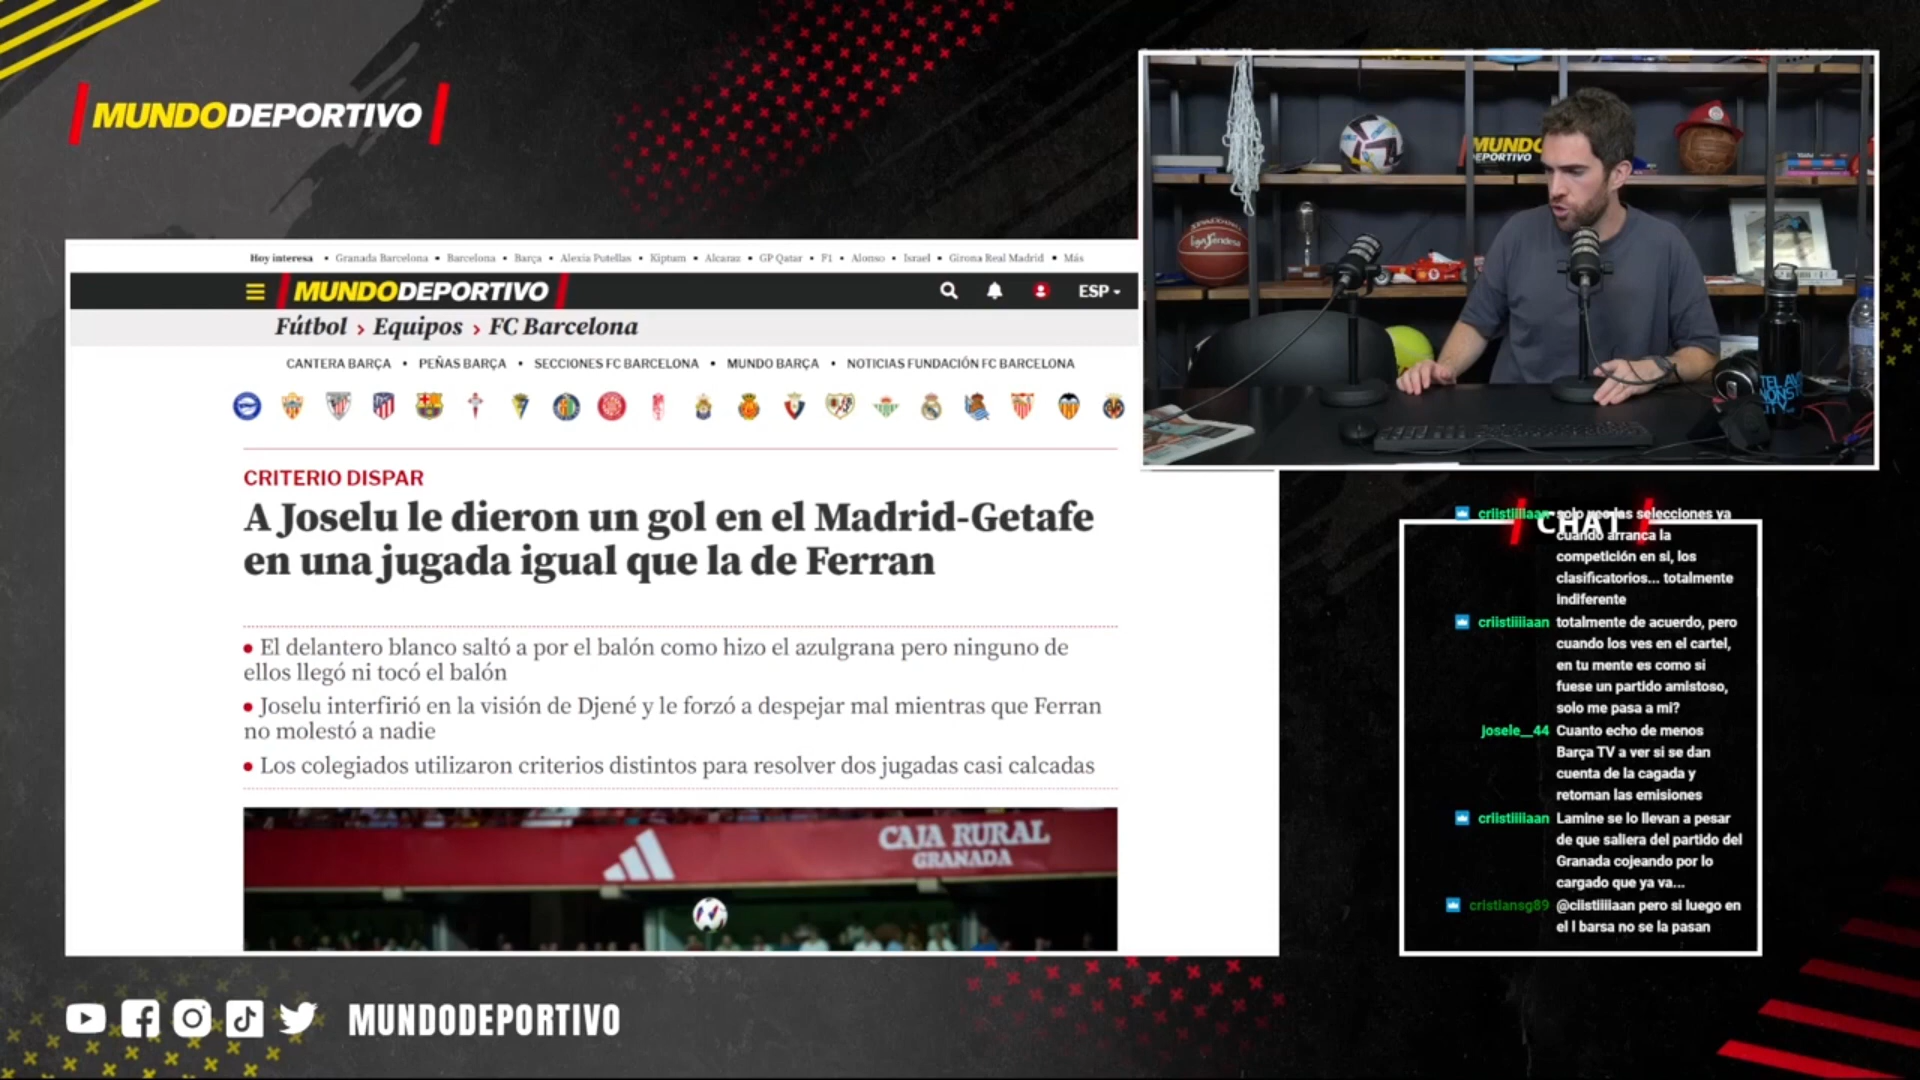 MUNDODEPORTIVO
Hoy interesa • Granada Barcelona • Barcelona • Barça • Alexia Putellas • Kiptum • Alcaraz • GP Qatar • F1 • Alonso • Israel • Girona Real Madrid • Más
MUNDODEPORTIVO
ESP
Fútbol > Equipos > FC Barcelona
CANTERA BARÇA • PEÑAS BARÇA • SECCIONES FC BARCELONA • MUNDO BARÇA • NOTICIAS FUNDACIÓN FC BARCELONA
CRITERIO DISPAR
A Joselu le dieron un gol en el Madrid-Getafe
en una jugada igual que la de Ferran
• El delantero blanco saltó a por el balón como hizo el azulgrana pero ninguno de
ellos llegó ni tocó el balón
• Joselu interfirió en la visión de Djené y le forzó a despejar mal mientras que Ferran
no molestó a nadie
• Los colegiados utilizaron criterios distintos para resolver dos jugadas casi calcadas
CAJA RURAL
GRANADA
MUNDO
DEPORTIVO
CHAT
criistiiiiaan solo veo las selecciones ya
cuando arranca la
competición en si, los
clasificatorios... totalmente
indiferente
criistiiiiaan totalmente de acuerdo, pero
cuando los ves en el cartel,
en tu mente es como si
fuese un partido amistoso,
solo me pasa a mi?
josele__44 Cuanto echo de menos
Barça TV a ver si se dan
cuenta de la cagada y
retoman las emisiones
criistiiiiaan Lamine se lo llevan a pesar
de que saliera del partido del
Granada cojeando por lo
cargado que ya va...
cristiansg89 @ciistiiiiaan pero si luego en
el l barsa no se la pasan
MUNDODEPORTIVO